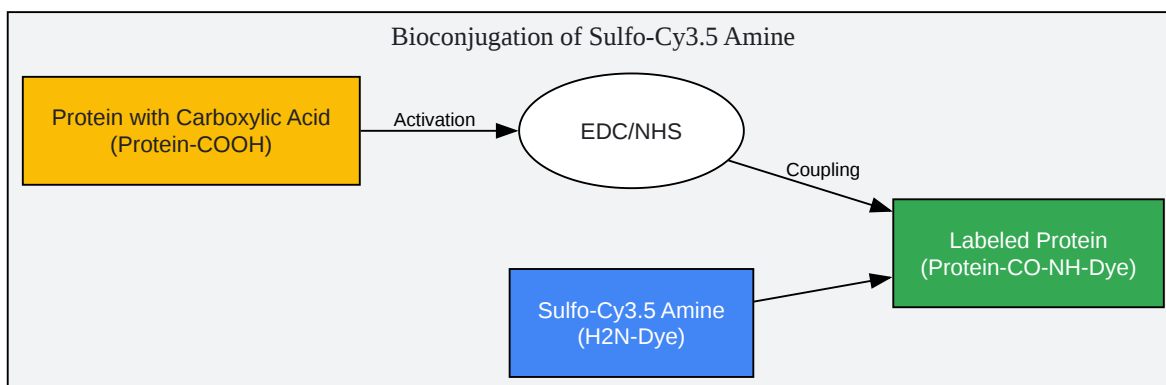 Bioconjugation of Sulfo-Cy3.5 Amine
Protein with Carboxylic Acid
(Protein-COOH)
Activation
EDC/NHS
Coupling
Labeled Protein
(Protein-CO-NH-Dye)
Sulfo-Cy3.5 Amine
(H2N-Dye)